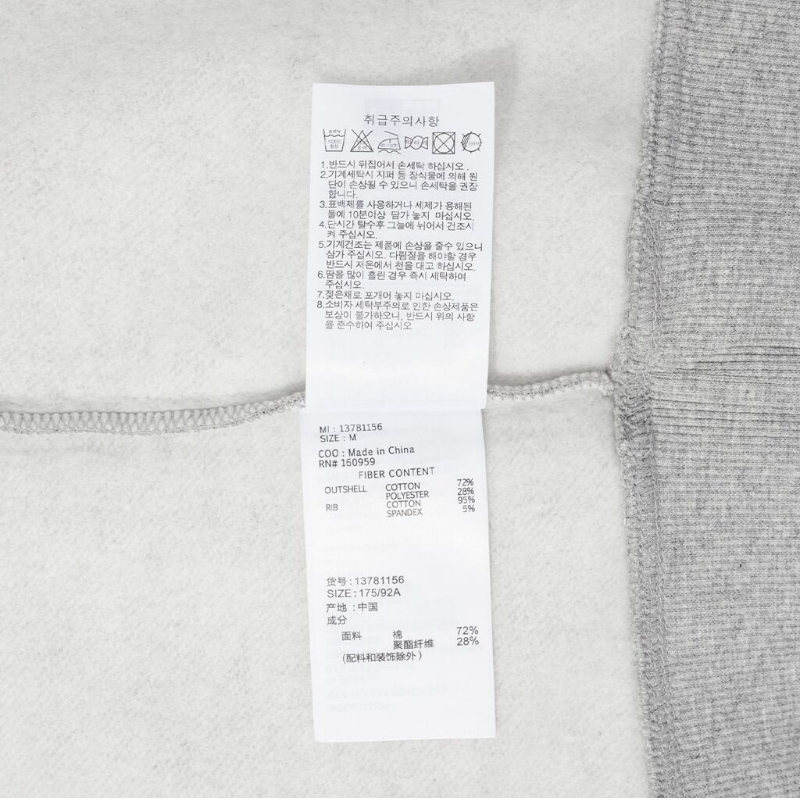 취급주의사항
1.반드시 뒤집어서 손세탁 하십시오.
2.기계세탁시 지퍼 등 장식물에 의해 원
단이 손상될 수 있으니 손세탁을 권장
합니다.
3.표백제를 사용하거나 세제가 용해된
물에 10분이상 담가 놓지 마십시오.
4.단시간 탈수후 그늘에 뉘어서 건조시
켜 주십시오.
5.기계건조는 제품에 손상을 줄수 있으니
삼가 주십시오. 다림질을 해야할 경우
반드시 저온에서 천을 대고 하십시오.
6.땀을 많이 흘린 경우 즉시 세탁하여
주십시오.
7.젖은채로 포개어 놓지 마십시오.
8.소비자 세탁부주의로 인한 손상제품은
보상이 불가하오니, 반드시 위의 사항
을 준수하여 주십시오.
ML: 13781156
SIZE: M
COO: Made in China
RN# 160959
FIBER CONTENT
OUTSHELL COTTON 72%
POLYESTER 28%
RIB COTTON 95%
SPANDEX 5%
货号:13781156
SIZE:175/92A
产地:中国
成分
面料 棉 72%
聚酯纤维 28%
(配料和装饰除外)